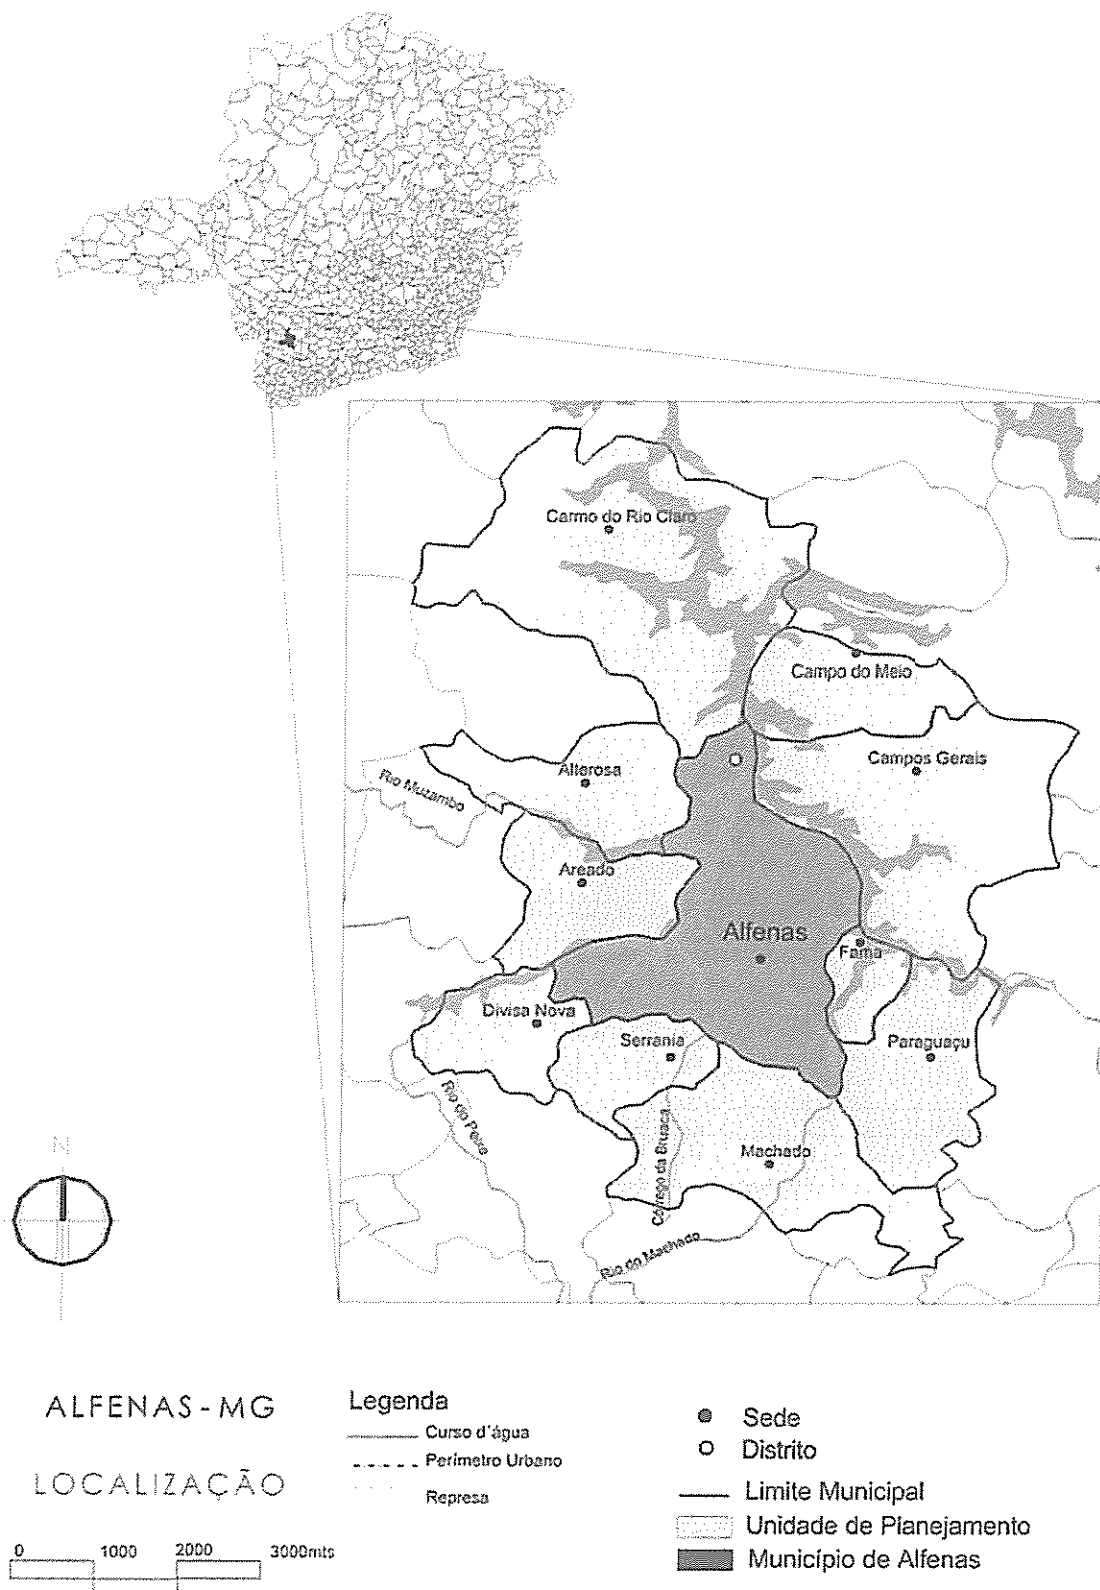 Carmo do Rio Claro
Campo do Meio
Campos Gerais
Alterosa
Rio Muzambo
Areado
Alfenas
Fama
Divisa Nova
Serrania
Paraguaçu
Rio do Peixe
Córrego da Bruaca
Machado
Rio do Machado
N
ALFENAS - MG
LOCALIZAÇÃO
0 1000 2000 3000mts
Legenda
Curso d'água
Perímetro Urbano
Represa
Sede
Distrito
Limite Municipal
Unidade de Planejamento
Município de Alfenas